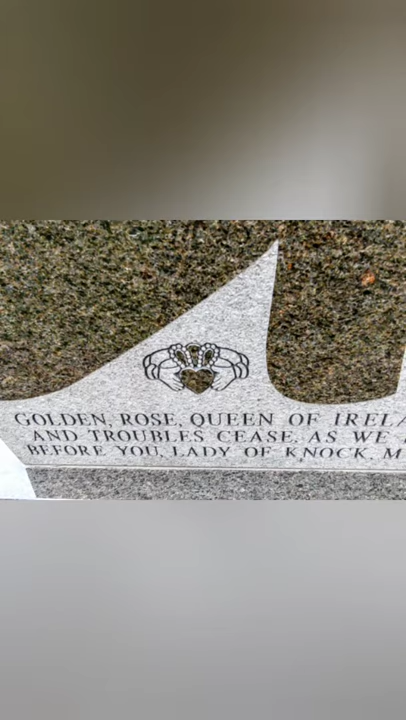 GOLDEN, ROSE, QUEEN OF
AND TROUBLES CEASE, AS WE
BEFORE YOU, LADY OF KNOCK,